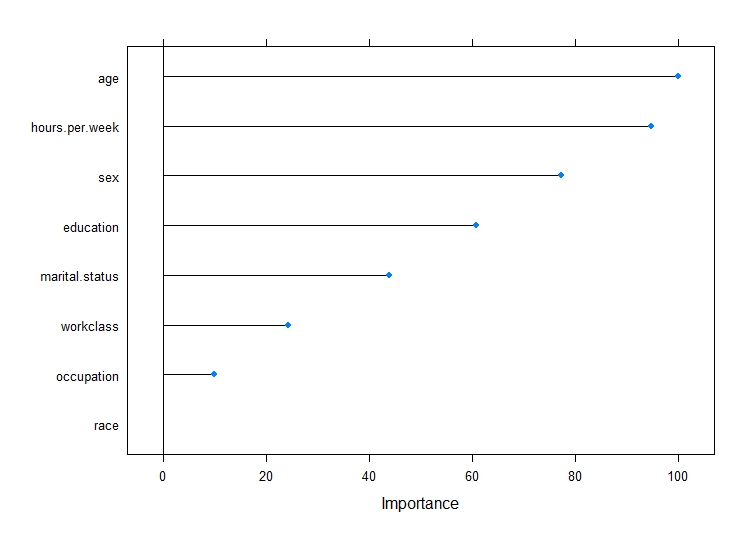 age
hours.per.week
sex
education
marital.status
workclass
occupation
race
0 20 40 60 80 100
Importance